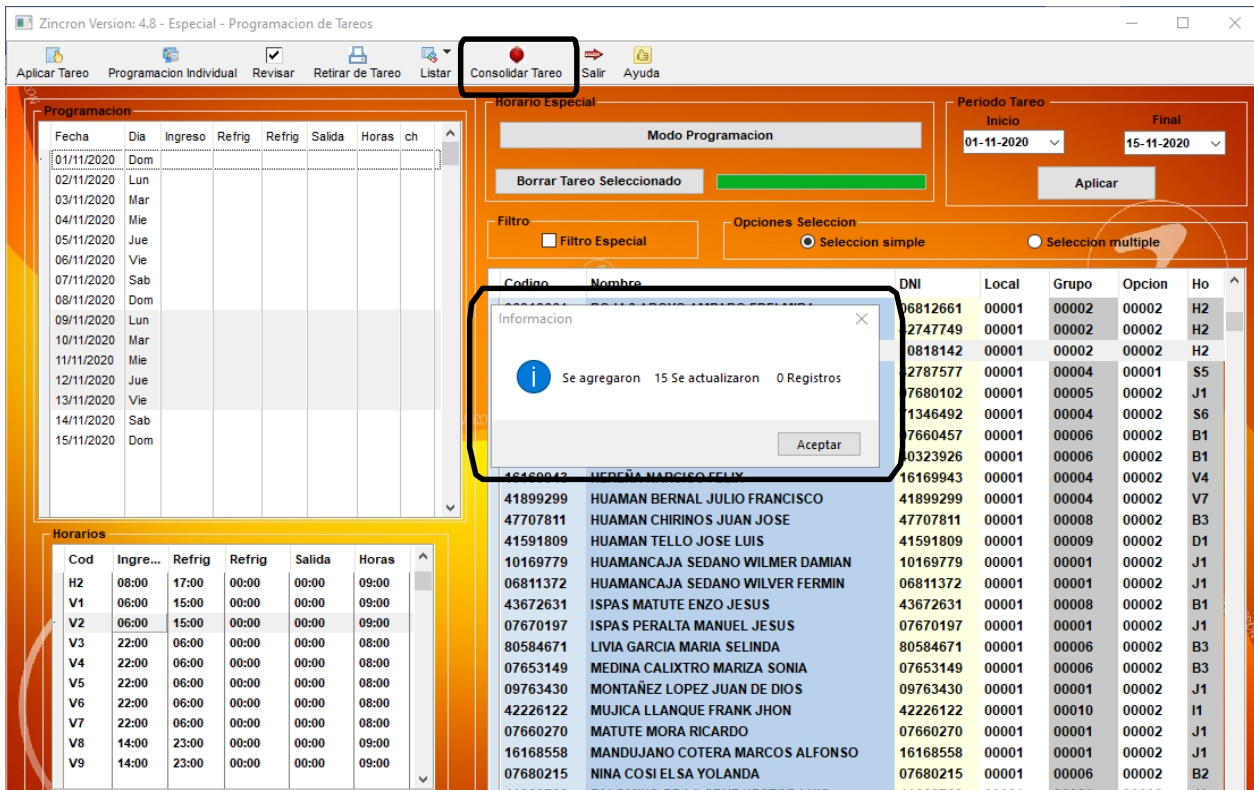 Zincron Version: 4.8 - Especial - Programacion de Tareos
Aplicar Tareo Programacion Individual Revisar Retirar de Tareo Listar Consolidar Tareo Salir Ayuda
Programacion
Fecha Dia Ingreso Refrig Refrig Salida Horas ch
01/11/2020 Dom
02/11/2020 Lun
03/11/2020 Mar
04/11/2020 Mie
05/11/2020 Jue
06/11/2020 Vie
07/11/2020 Sab
08/11/2020 Dom
09/11/2020 Lun
10/11/2020 Mar
11/11/2020 Mie
12/11/2020 Jue
13/11/2020 Vie
14/11/2020 Sab
15/11/2020 Dom
Horarios
Cod Ingre... Refrig Refrig Salida Horas
H2 08:00 17:00 00:00 00:00 09:00
V1 06:00 15:00 00:00 00:00 09:00
V2 06:00 15:00 00:00 00:00 09:00
V3 22:00 06:00 00:00 00:00 08:00
V4 22:00 06:00 00:00 00:00 08:00
V5 22:00 06:00 00:00 00:00 08:00
V6 22:00 06:00 00:00 00:00 08:00
V7 22:00 06:00 00:00 00:00 08:00
V8 14:00 23:00 00:00 00:00 09:00
V9 14:00 23:00 00:00 00:00 09:00
Horario Especial
Modo Programacion
Borrar Tareo Seleccionado
Periodo Tareo
Inicio Final
01-11-2020 15-11-2020
Aplicar
Filtro
Filtro Especial
Opciones Seleccion
Seleccion simple Seleccion multiple
Codigo Nombre DNI Local Grupo Opcion Ho
06812661 00001 00002 00002 H2
42747749 00001 00002 00002 H2
0818142 00001 00002 00002 H2
42787577 00001 00004 00001 S5
07680102 00001 00005 00002 J1
71346492 00001 00004 00002 S6
07660457 00001 00006 00002 B1
40323926 00001 00006 00002 B1
Informacion
Se agregaron 15 Se actualizaron 0 Registros
Aceptar
16169943 HEREÑA NARCISO FELIX 16169943 00001 00004 00002 V4
41899299 HUAMAN BERNAL JULIO FRANCISCO 41899299 00001 00004 00002 V7
47707811 HUAMAN CHIRINOS JUAN JOSE 47707811 00001 00008 00002 B3
41591809 HUAMAN TELLO JOSE LUIS 41591809 00001 00009 00002 D1
10169779 HUAMANCAJA SEDANO WILMER DAMIAN 10169779 00001 00001 00002 J1
06811372 HUAMANCAJA SEDANO WILVER FERMIN 06811372 00001 00001 00002 J1
43672631 ISPAS MATUTE ENZO JESUS 43672631 00001 00008 00002 B1
07670197 ISPAS PERALTA MANUEL JESUS 07670197 00001 00001 00002 J1
80584671 LIVIA GARCIA MARIA SELINDA 80584671 00001 00006 00002 B3
07653149 MEDINA CALIXTRO MARIZA SONIA 07653149 00001 00006 00002 B3
09763430 MONTAÑEZ LOPEZ JUAN DE DIOS 09763430 00001 00001 00002 J1
42226122 MUJICA LLANQUE FRANK JHON 42226122 00001 00010 00002 I1
07660270 MATUTE MORA RICARDO 07660270 00001 00001 00002 J1
16168558 MANDUJANO COTERA MARCOS ALFONSO 16168558 00001 00001 00002 J1
07680215 NINA COSI ELSA YOLANDA 07680215 00001 00006 00002 B2